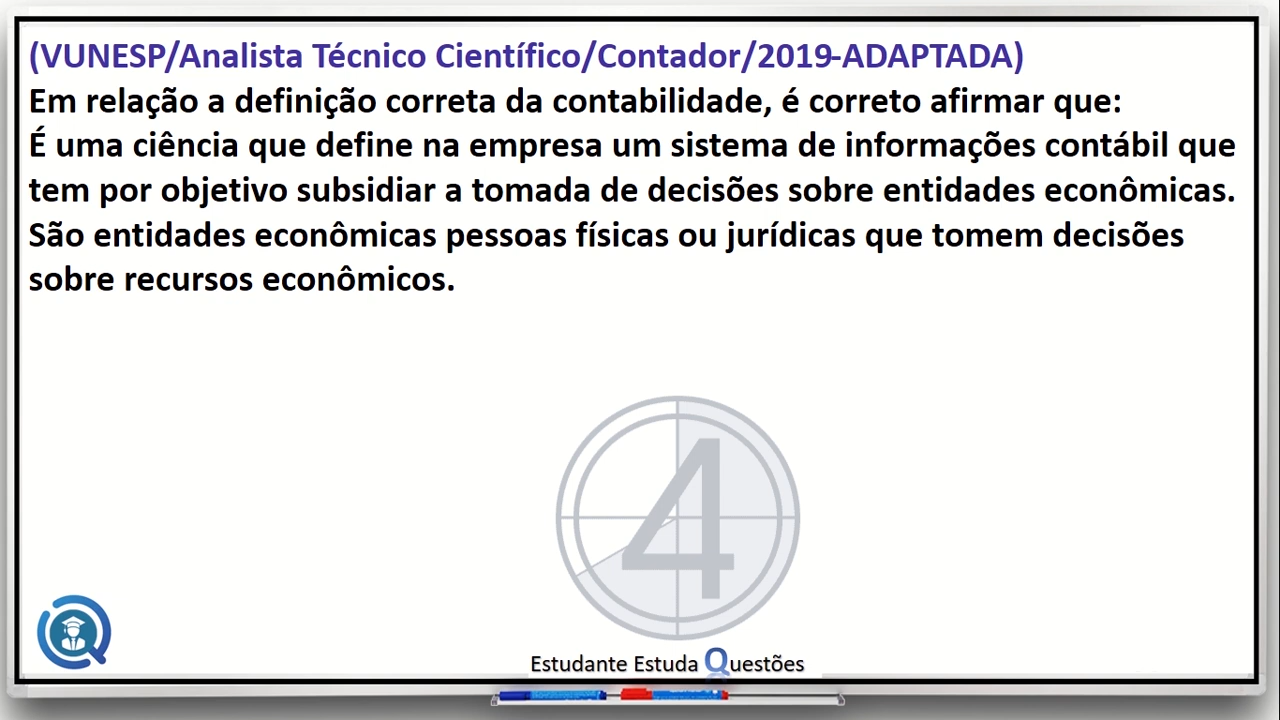 (VUNESP/Analista Técnico Científico/Contador/2019-ADAPTADA)
Em relação a definição correta da contabilidade, é correto afirmar que:
É uma ciência que define na empresa um sistema de informações contábil que
tem por objetivo subsidiar a tomada de decisões sobre entidades econômicas.
São entidades econômicas pessoas físicas ou jurídicas que tomem decisões
sobre recursos econômicos.
4
Estudante Estuda Questões